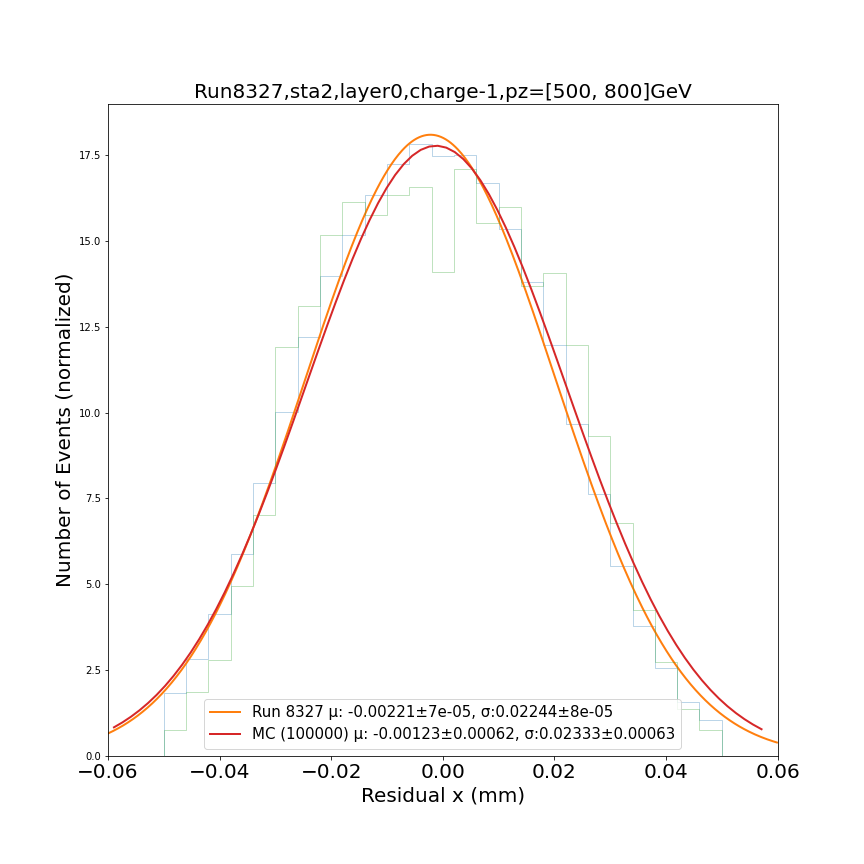 Run8327,sta2,layer0,charge-1,pz=[500, 800]GeV
Number of Events (normalized)
17.5
15.0
12.5
10.0
7.5
5.0
2.5
0.0
Run 8327 μ: -0.00221±7e-05, σ:0.02244±8e-05
MC (100000) μ: -0.00123±0.00062, σ:0.02333±0.00063
−0.06 −0.04 −0.02 0.00 0.02 0.04 0.06
Residual x (mm)